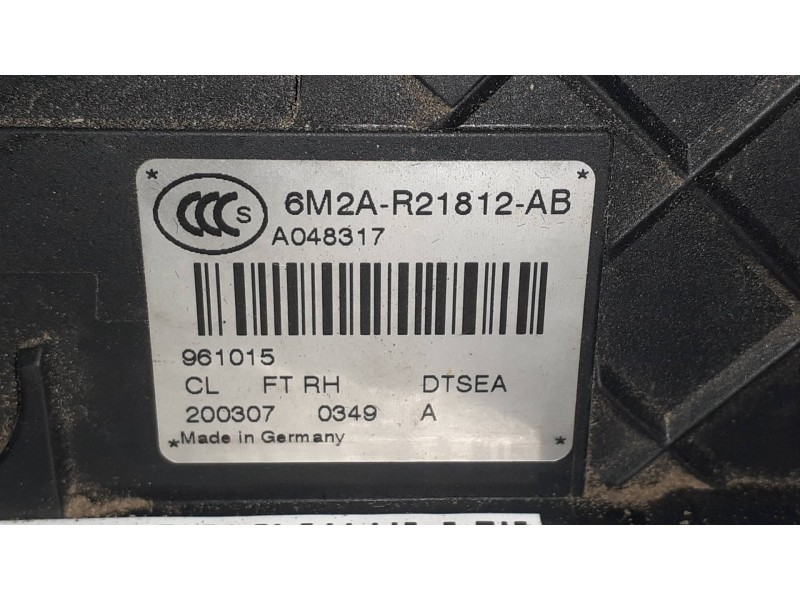 CCC S 6M2A-R21812-AB
A048317
961015
CL FT RH DTSEA
200307 0349 A
*Made in Germany *